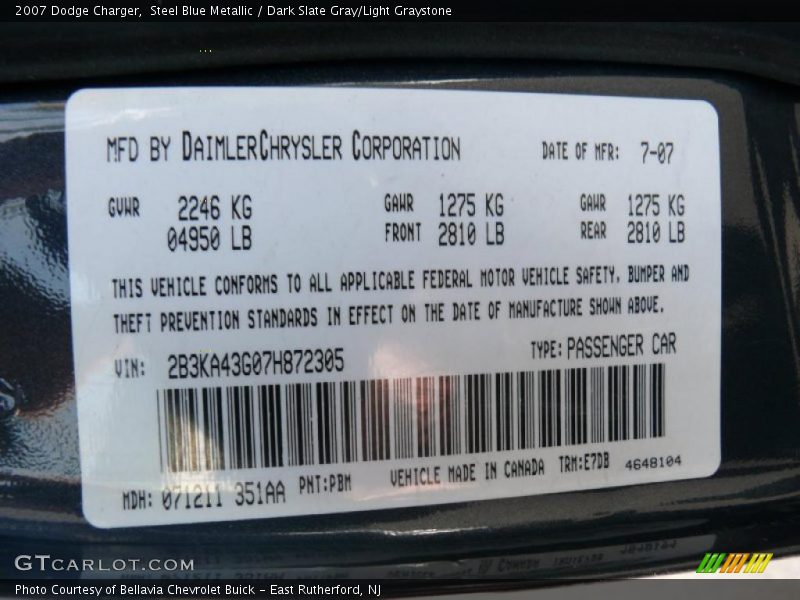 2007 Dodge Charger,  Steel Blue Metallic / Dark Slate Gray/Light Graystone
MFD BY DAIMLERCHRYSLER CORPORATION DATE OF MFR: 7-07
GVWR 2246 KG GAWR 1275 KG GAWR 1275 KG
04950 LB FRONT 2810 LB REAR 2810 LB
THIS VEHICLE CONFORMS TO ALL APPLICABLE FEDERAL MOTOR VEHICLE SAFETY, BUMPER AND
THEFT PREVENTION STANDARDS IN EFFECT ON THE DATE OF MANUFACTURE SHOWN ABOVE.
VIN: 2B3KA43G07H872305 TYPE: PASSENGER CAR
MDH: 071211 351AA PNT:PBM VEHICLE MADE IN CANADA TRM:E7DB 4648104
GTCARLOT.COM
Photo Courtesy of Bellavia Chevrolet Buick - East Rutherford, NJ